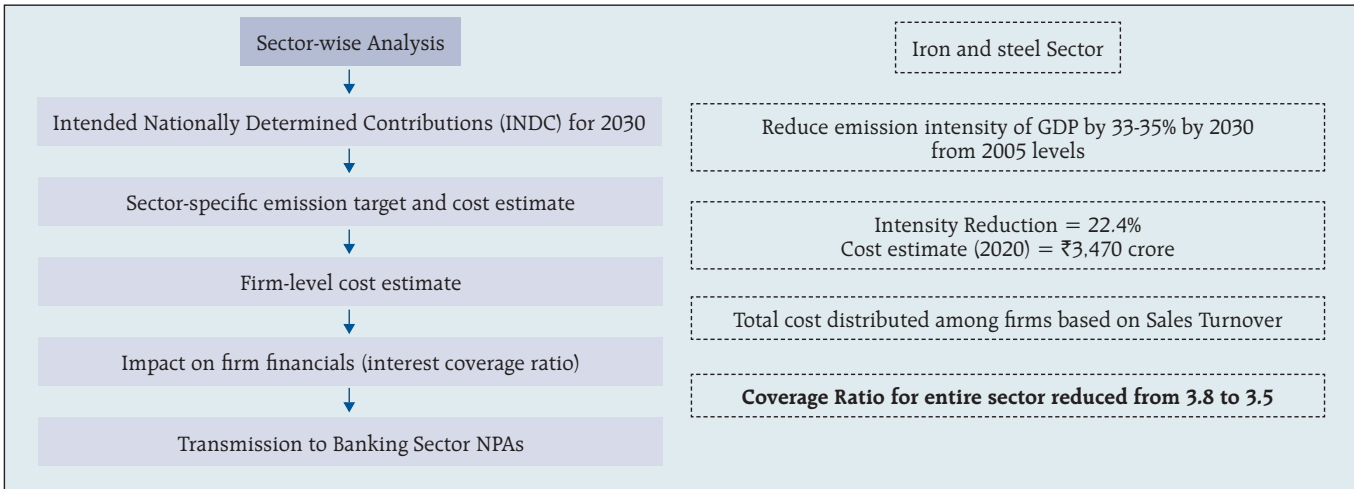 Sector-wise Analysis
Intended Nationally Determined Contributions (INDC) for 2030
Sector-specific emission target and cost estimate
Firm-level cost estimate
Impact on firm financials (interest coverage ratio)
Transmission to Banking Sector NPAs
Iron and steel Sector
Reduce emission intensity of GDP by 33-35% by 2030
from 2005 levels
Intensity Reduction = 22.4%
Cost estimate (2020) = ₹3,470 crore
Total cost distributed among firms based on Sales Turnover
Coverage Ratio for entire sector reduced from 3.8 to 3.5